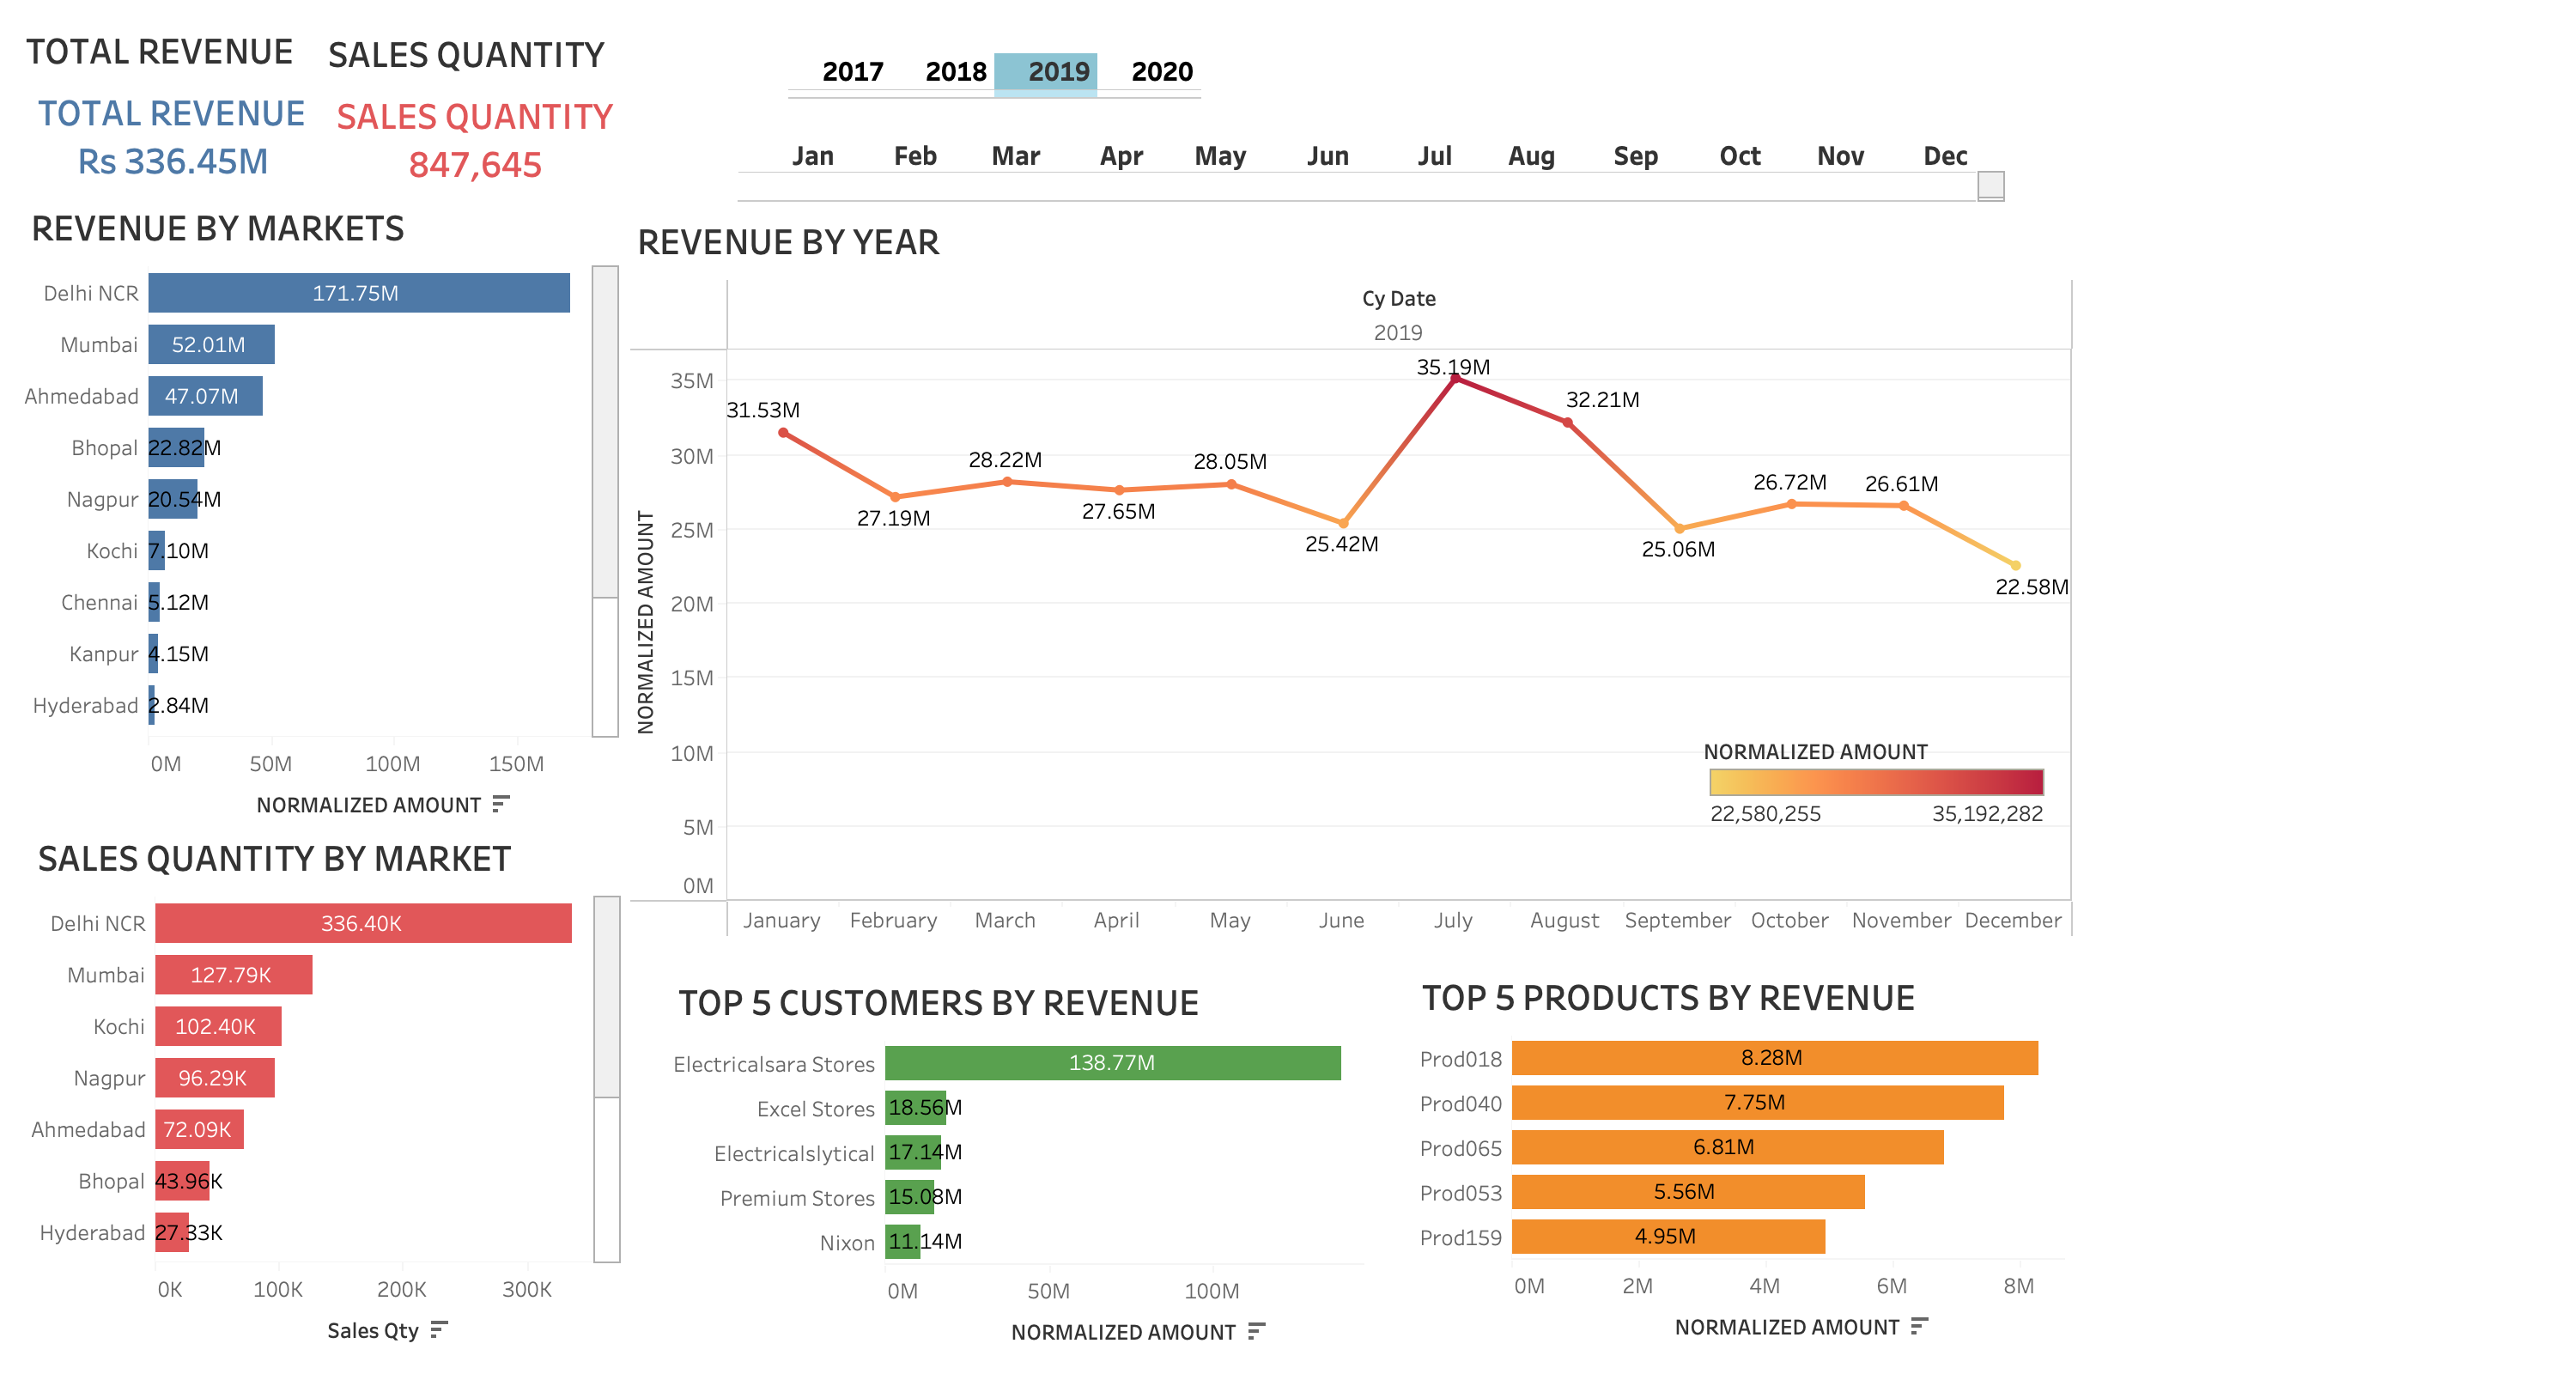 TOTAL REVENUE
SALES QUANTITY
TOTAL REVENUE
Rs 336.45M
SALES QUANTITY
847,645
2017 2018 2019 2020
Jan Feb Mar Apr May Jun Jul Aug Sep Oct Nov Dec
REVENUE BY MARKETS
Delhi NCR 171.75M
Mumbai 52.01M
Ahmedabad 47.07M
Bhopal 22.82M
Nagpur 20.54M
Kochi 7.10M
Chennai 5.12M
Kanpur 4.15M
Hyderabad 2.84M
0M 50M 100M 150M
NORMALIZED AMOUNT
REVENUE BY YEAR
Cy Date
2019
NORMALIZED AMOUNT
35M
30M
25M
20M
15M
10M
5M
0M
31.53M
27.19M
28.22M
27.65M
28.05M
25.42M
35.19M
32.21M
25.06M
26.72M
26.61M
22.58M
NORMALIZED AMOUNT
22,580,255 35,192,282
January February March April May June July August September October November December
SALES QUANTITY BY MARKET
Delhi NCR 336.40K
Mumbai 127.79K
Kochi 102.40K
Nagpur 96.29K
Ahmedabad 72.09K
Bhopal 43.96K
Hyderabad 27.33K
0K 100K 200K 300K
Sales Qty
TOP 5 CUSTOMERS BY REVENUE
Electricalsara Stores 138.77M
Excel Stores 18.56M
Electricalslytical 17.14M
Premium Stores 15.08M
Nixon 11.14M
0M 50M 100M
NORMALIZED AMOUNT
TOP 5 PRODUCTS BY REVENUE
Prod018 8.28M
Prod040 7.75M
Prod065 6.81M
Prod053 5.56M
Prod159 4.95M
0M 2M 4M 6M 8M
NORMALIZED AMOUNT